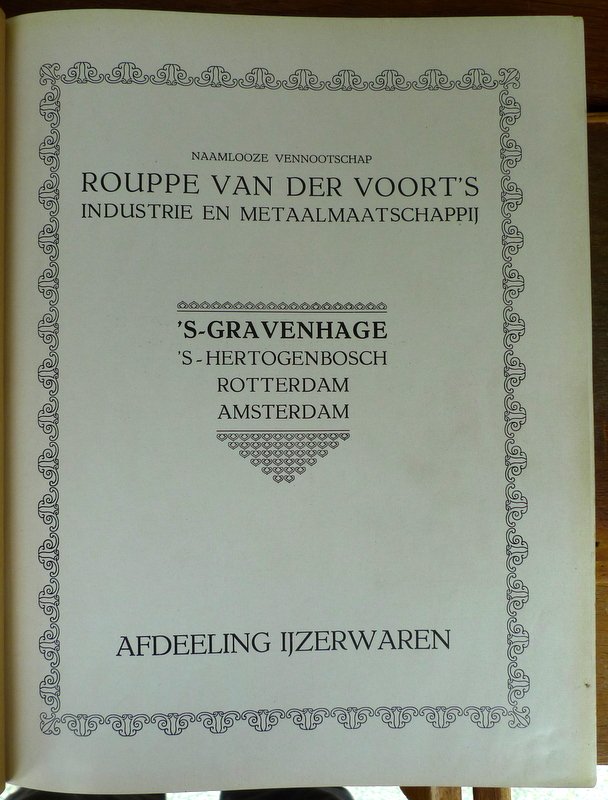 NAAMLOOZE VENNOOTSCHAP
ROUPPE VAN DER VOORT'S
INDUSTRIE EN METAALMAATSCHAPPIJ
'S-GRAVENHAGE
'S-HERTOGENBOSCH
ROTTERDAM
AMSTERDAM
AFDEELING IJZERWAREN